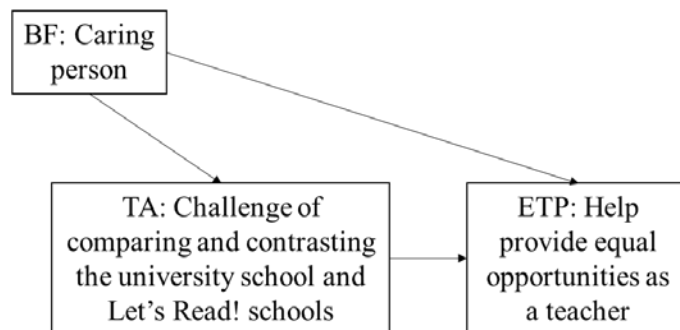 BF: Caring
person
TA: Challenge of
comparing and contrasting
the university school and
Let's Read! schools
ETP: Help
provide equal
opportunities as
a teacher